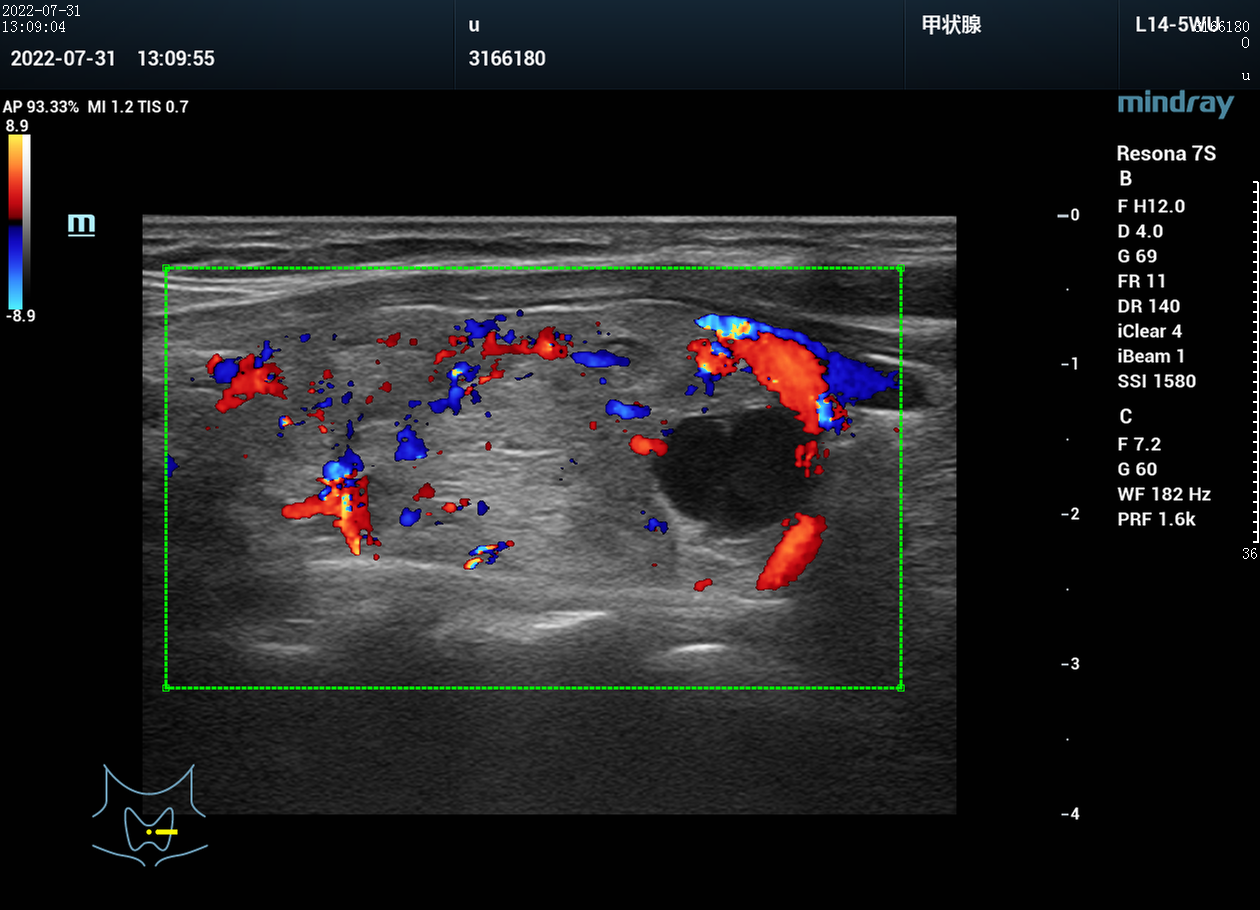 2022-07-31
13:09:04
2022-07-31 13:09:55
u
3166180
甲状腺
L14-5WU
3166180
0
u
AP 93.33% MI 1.2 TIS 0.7
8.9
-8.9
m
mindray
Resona 7S
B
F H12.0
D 4.0
G 69
FR 11
DR 140
iClear 4
iBeam 1
SSI 1580
C
F 7.2
G 60
WF 182 Hz
PRF 1.6k
0
-1
-2
-3
-4
36